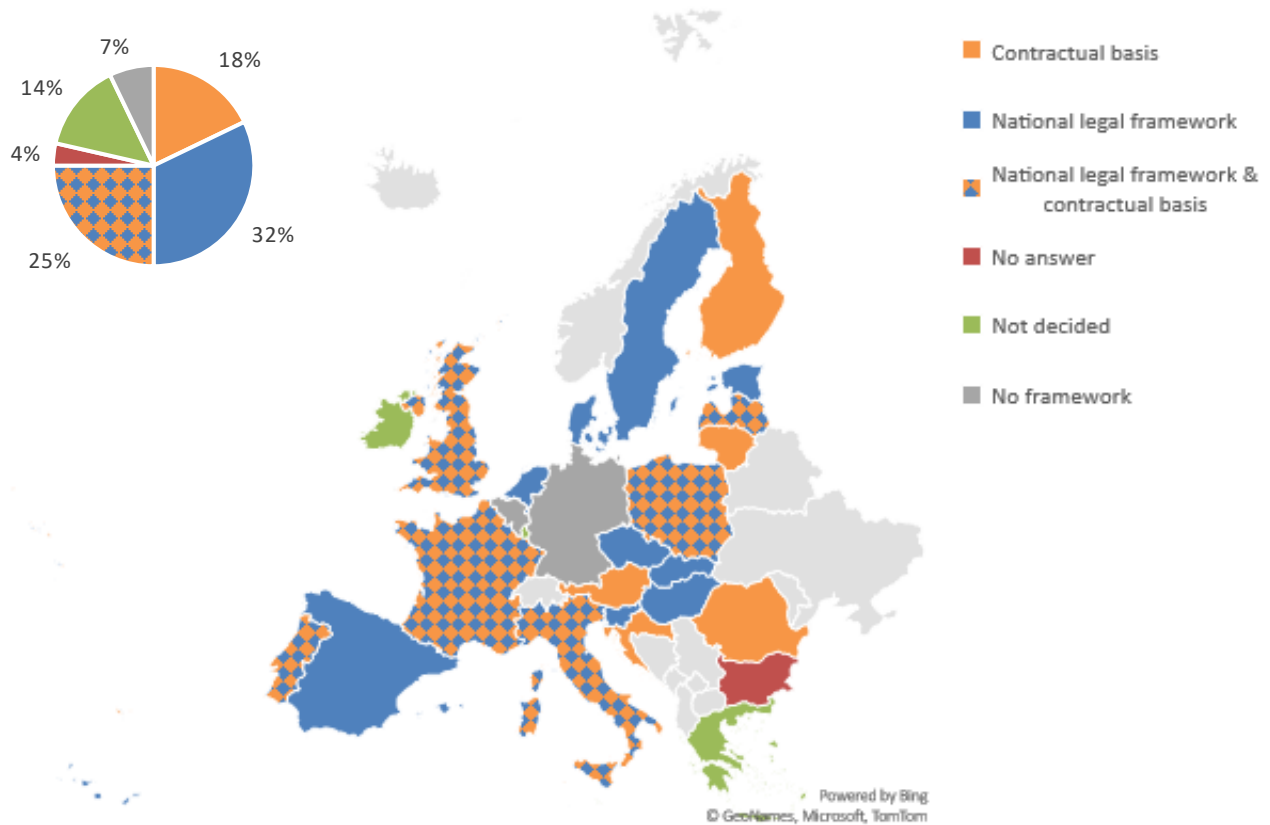 7%
18%
14%
4%
32%
25%
Contractual basis
National legal framework
National legal framework &
contractual basis
No answer
Not decided
No framework
Powered by Bing
© GeoNames, Microsoft, TomTom